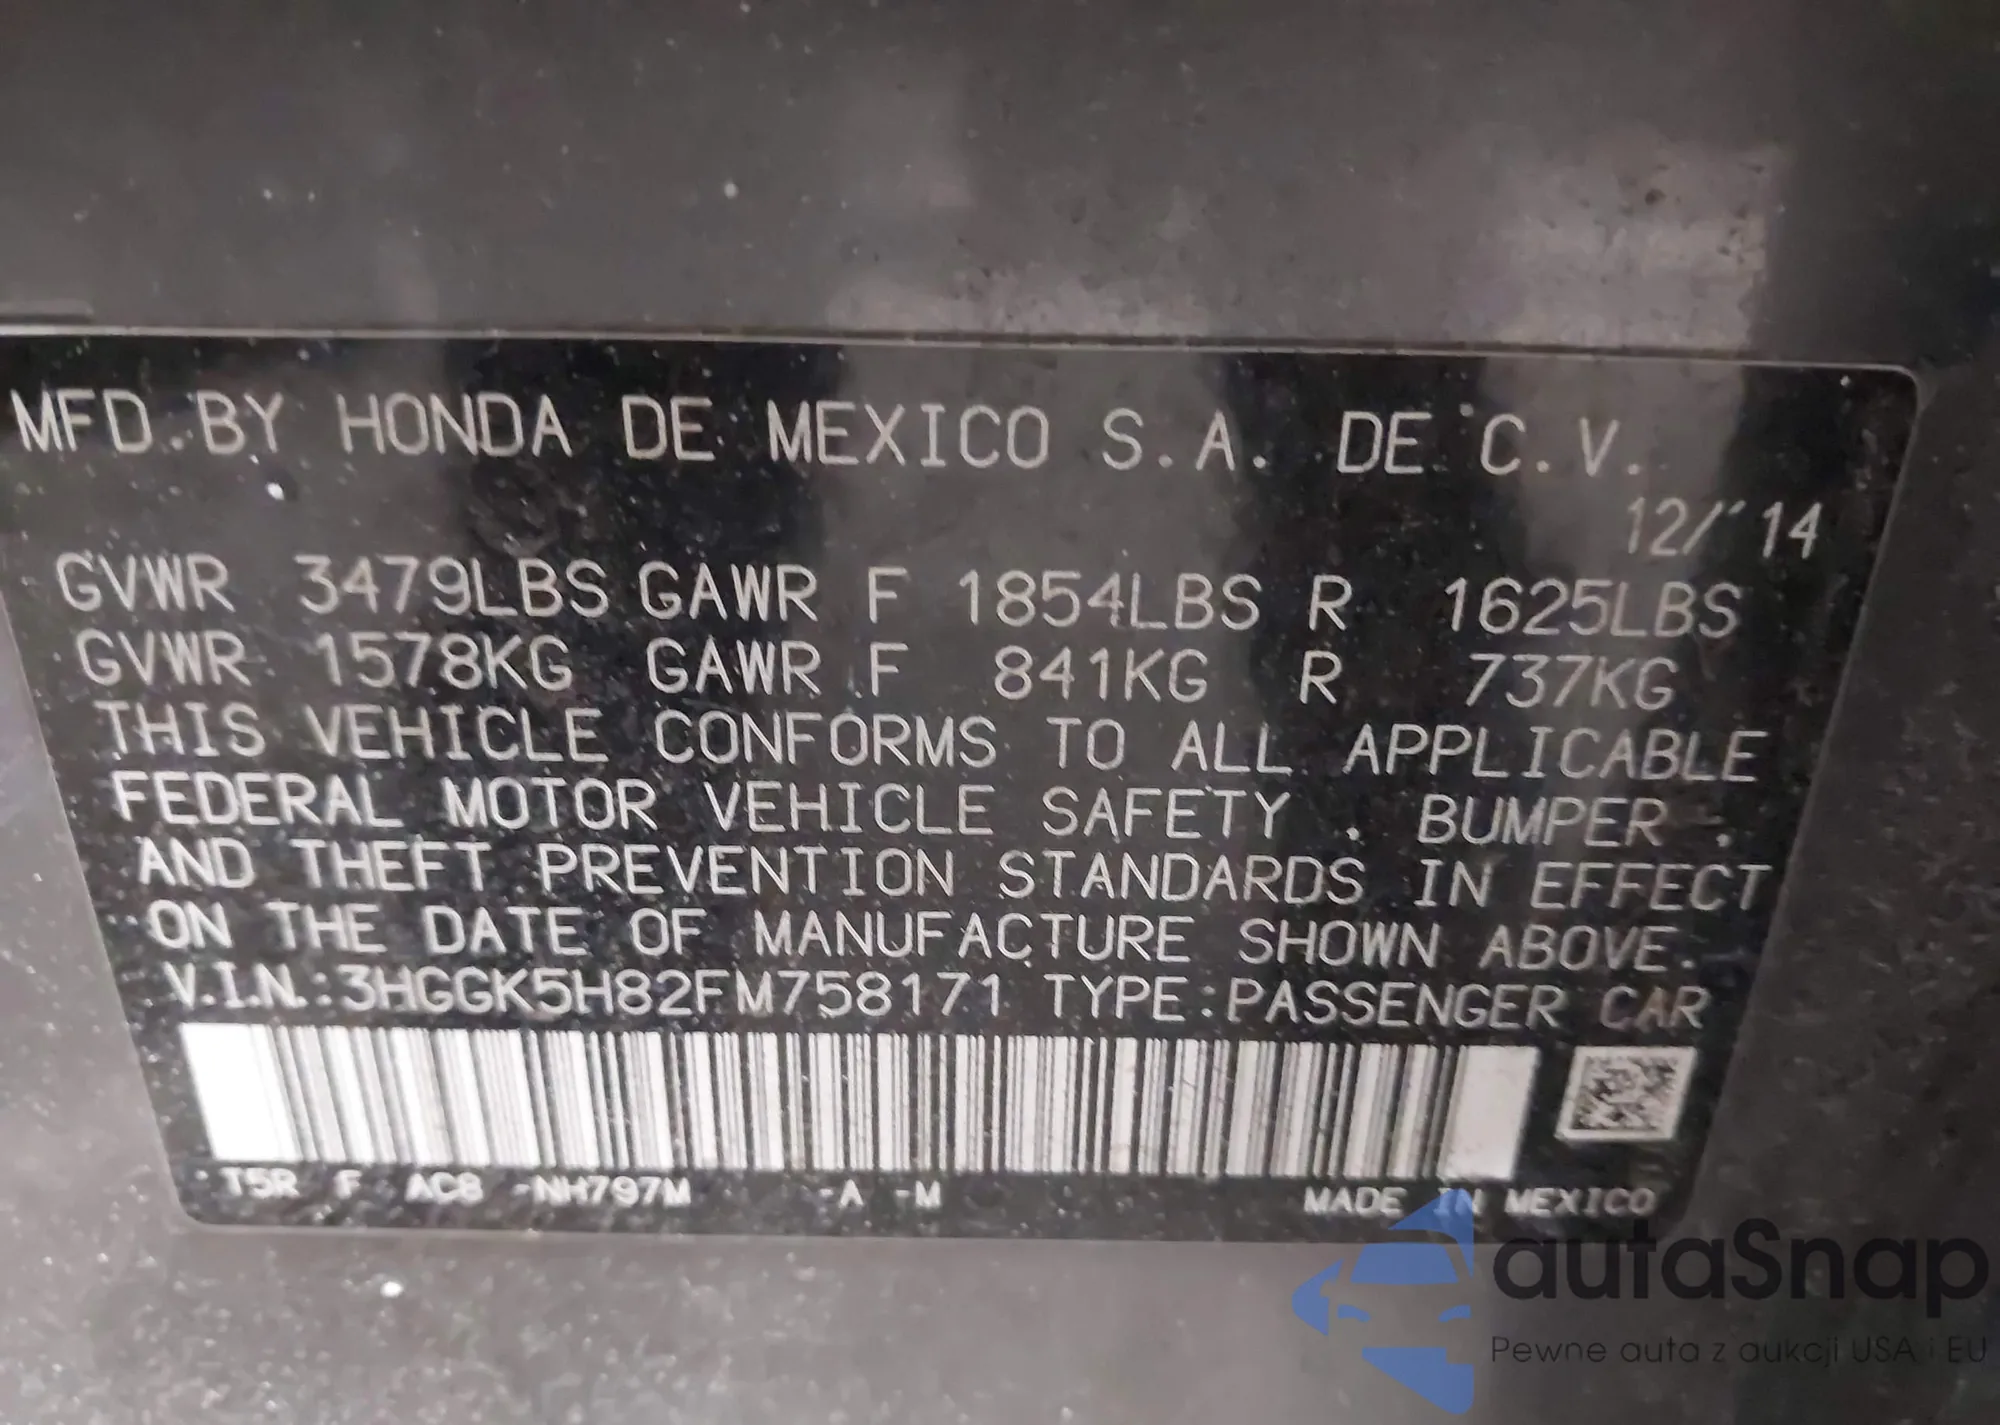 MFD. BY HONDA DE MEXICO S.A. DE C.V.
12/'14
GVWR 3479LBS GAWR F 1854LBS R 1625LBS
GVWR 1578KG GAWR F 841KG R 737KG
THIS VEHICLE CONFORMS TO ALL APPLICABLE
FEDERAL MOTOR VEHICLE SAFETY , BUMPER ,
AND THEFT PREVENTION STANDARDS IN EFFECT
ON THE DATE OF MANUFACTURE SHOWN ABOVE.
V.I.N.:3HGGK5H82FM758171 TYPE:PASSENGER CAR
T5R F AC8 -NH797M -A -M MADE IN MEXICO
autaSnap
Pewne auta z aukcji USA i EU